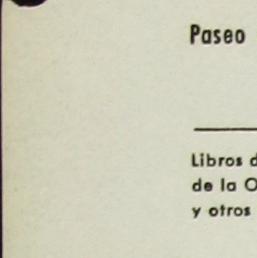 Paseo
Libros d
de la O
y otros